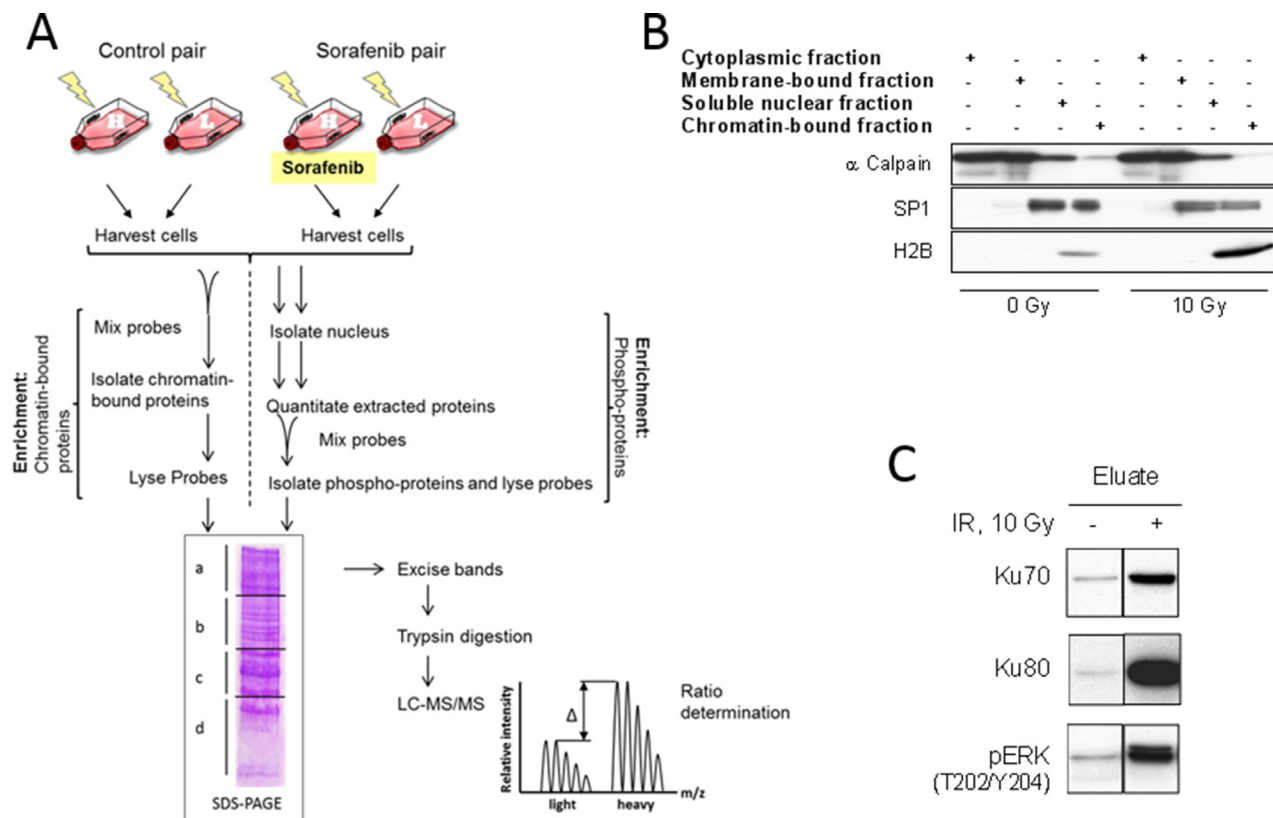 A
Control pair
Sorafenib pair
H
L
H
L
Sorafenib
Harvest cells
Harvest cells
Enrichment:
Chromatin-bound
proteins
Mix probes
Isolate chromatin-
bound proteins
Lyse Probes
Isolate nucleus
Quantitate extracted proteins
Mix probes
Isolate phospho-proteins and lyse probes
Enrichment:
Phospho-proteins
a
b
c
d
SDS-PAGE
Excise bands
Trypsin digestion
LC-MS/MS
Relative intensity
Δ
light
heavy
m/z
Ratio
determination
B
Cytoplasmic fraction + - - - + - - -
Membrane-bound fraction - + - - - + - -
Soluble nuclear fraction - - + - - - + -
Chromatin-bound fraction - - - + - - - +
α Calpain
SP1
H2B
0 Gy
10 Gy
C
Eluate
IR, 10 Gy - +
Ku70
Ku80
pERK
(T202/Y204)